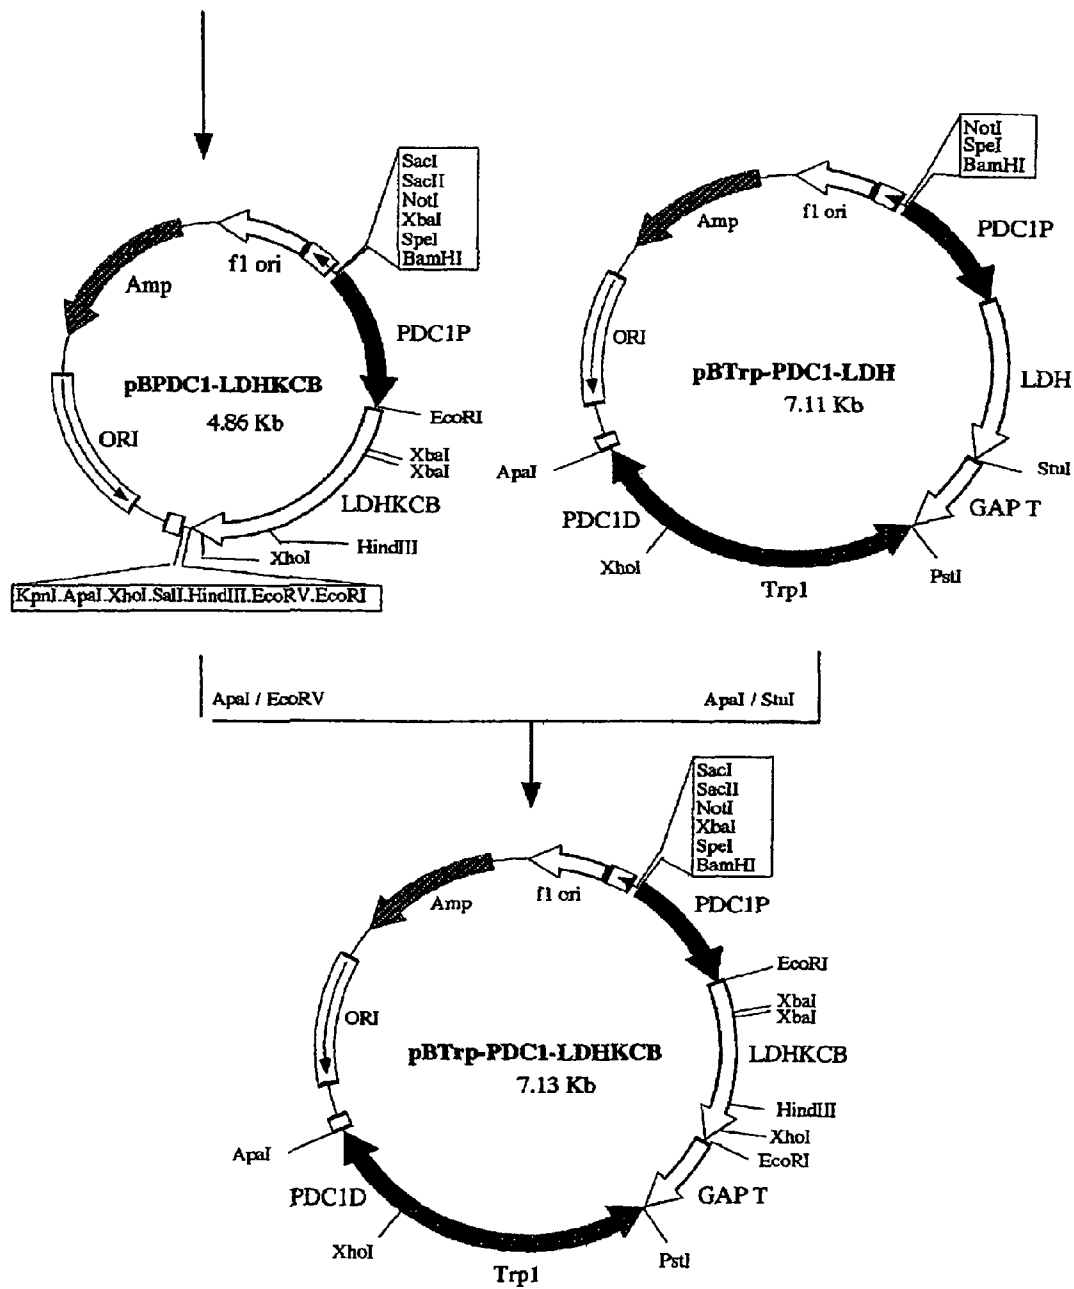 SacI
SacII
NotI
XbaI
SpeI
BamHI
f1 ori
Amp
PDC1P
pBPDC1-LDHKCB
4.86 Kb
EcoRI
ORI
XbaI
XbaI
LDHKCB
HindIII
XhoI
KpnI.ApaI.XhoI.SalI.HindIII.EcoRV.EcoRI
NotI
SpeI
BamHI
f1 ori
Amp
PDC1P
ORI
pBTrp-PDC1-LDH
7.11 Kb
LDH
ApaI
StuI
PDC1D
GAP T
XhoI
PstI
Trp1
ApaI / EcoRV
ApaI / StuI
SacI
SacII
NotI
XbaI
SpeI
BamHI
f1 ori
Amp
PDC1P
EcoRI
XbaI
XbaI
ORI
pBTrp-PDC1-LDHKCB
7.13 Kb
LDHKCB
HindIII
XhoI
EcoRI
ApaI
PDC1D
GAP T
XhoI
PstI
Trp1